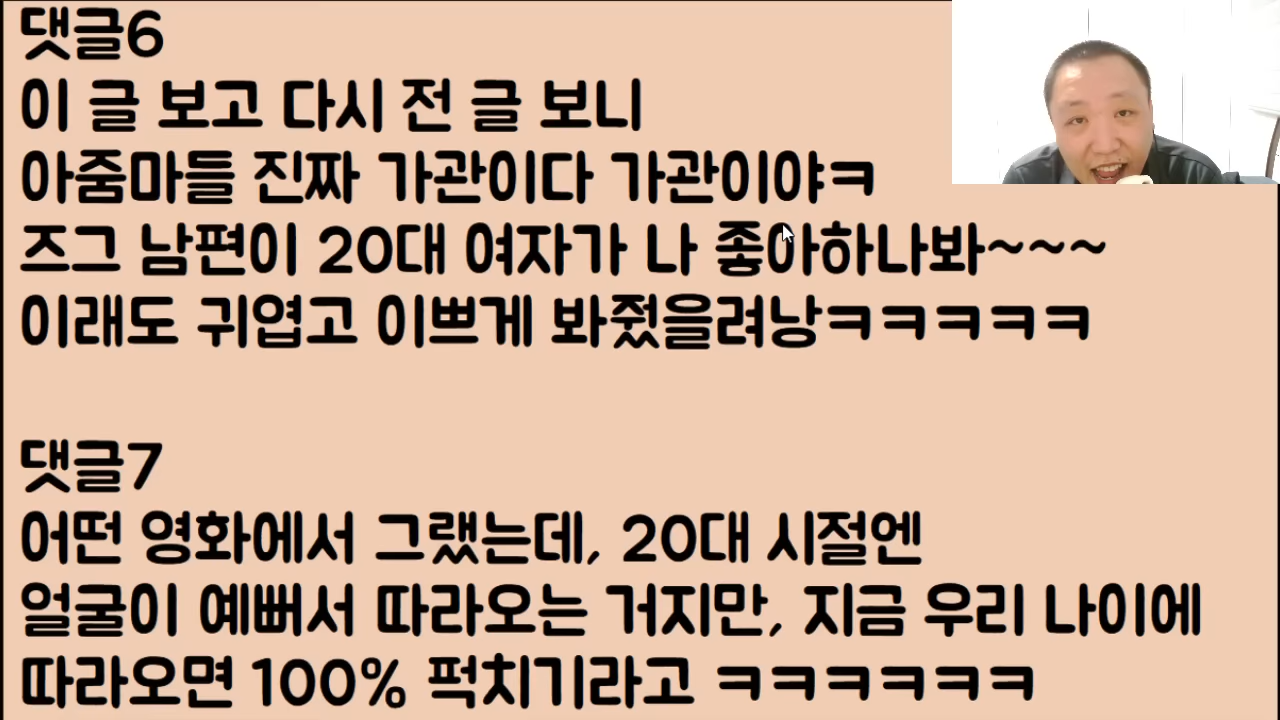 댓글6
이 글 보고 다시 전 글 보니
아줌마들 진짜 가관이다 가관이야ㅋ
즈그 남편이 20대 여자가 나 좋아하나봐~~~
이래도 귀엽고 이쁘게 봐줬을려낭ㅋㅋㅋㅋㅋ
댓글7
어떤 영화에서 그랬는데, 20대 시절엔
얼굴이 예뻐서 따라오는 거지만, 지금 우리 나이에
따라오면 100% 퍽치기라고 ㅋㅋㅋㅋㅋㅋ